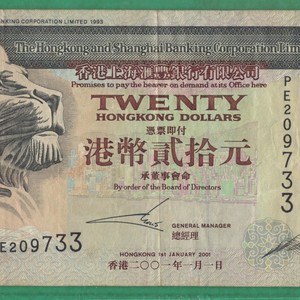 BANKING CORPORATION LIMITED 1993
The Hongkong and Shanghai Banking Corporation Lim
香港上海滙豐銀行有限公司
Promises to pay the bearer on demand at its Office here
TWENTY
HONGKONG DOLLARS
憑票即付
港幣貳拾元
承董事會命
By order of the Board of Directors
GENERAL MANAGER
總經理
HONGKONG 1st JANUARY 2001
香港二〇〇一年一月一日
E209733
PE209733